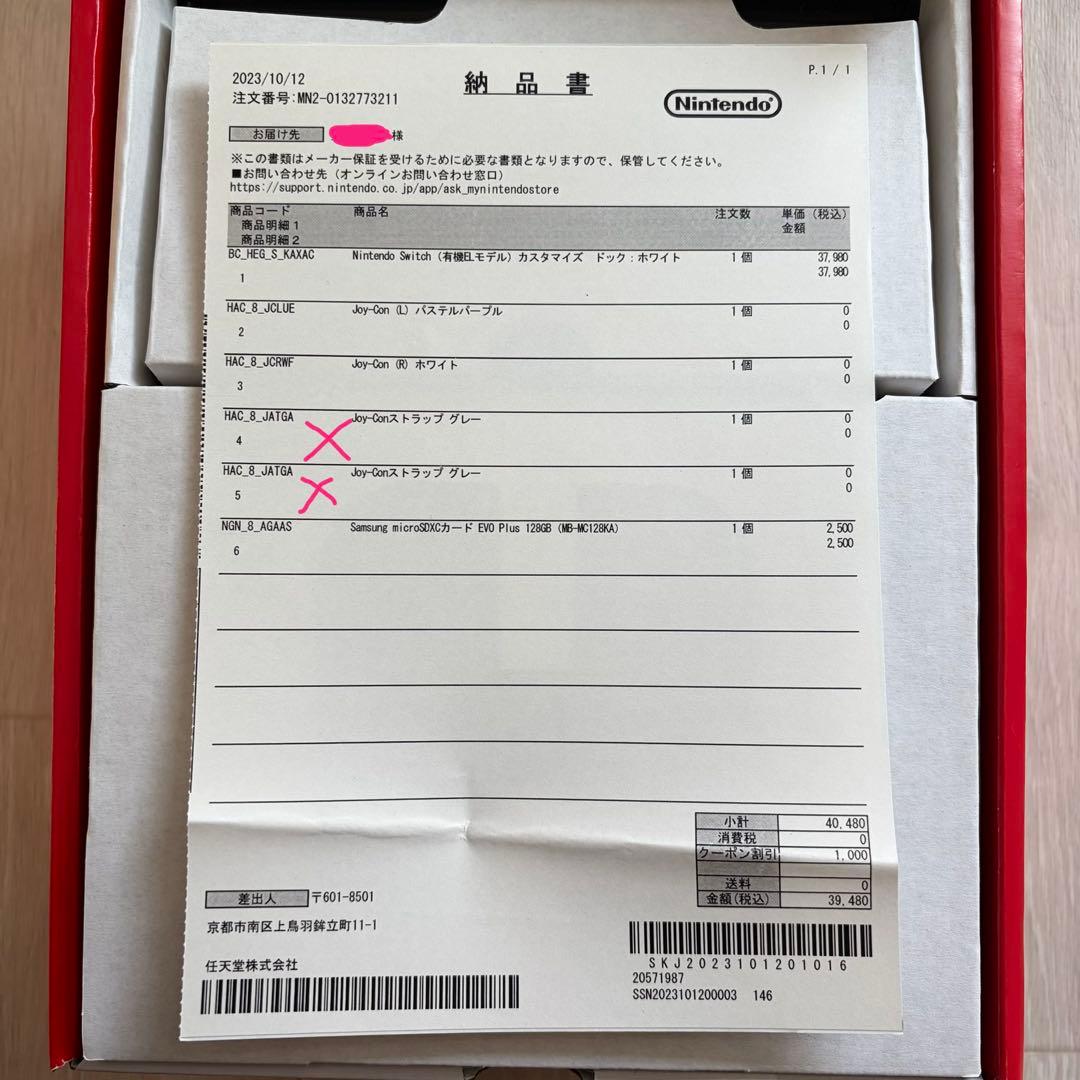 2023/10/12
納品書
P.1 / 1
注文番号:MN2-0132773211
Nintendo
お届け先 様
※この書類はメーカー保証を受けるために必要な書類となりますので、保管してください。
■お問い合わせ先（オンラインお問い合わせ窓口）
https://support.nintendo.co.jp/app/ask_mynintendostore
商品コード 商品名 注文数 単価（税込）
商品明細１ 金額
商品明細２
BC_HEG_S_KAXAC Nintendo Switch（有機ELモデル）カスタマイズ ドック：ホワイト 1 個 37,980
37,980
1
HAC_8_JCLUE Joy-Con（L）パステルパープル 1 個 0
0
2
HAC_8_JCRWF Joy-Con（R）ホワイト 1 個 0
0
3
HAC_8_JATGA Joy-Conストラップ グレー 1 個 0
0
4
HAC_8_JATGA Joy-Conストラップ グレー 1 個 0
0
5
NGN_8_AGAAS Samsung microSDXCカード EVO Plus 128GB（MB-MC128KA） 1 個 2,500
2,500
6
小計 40,480
消費税 0
クーポン割引 1,000
送料 0
金額(税込) 39,480
差出人 〒601-8501
京都市南区上鳥羽鉾立町11-1
任天堂株式会社
SKJ2023101201016
20571987
SSN2023101200003 146